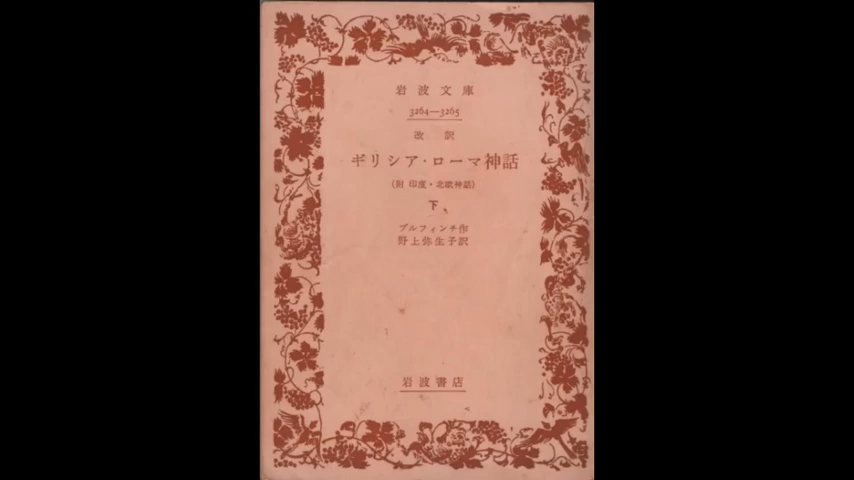 岩波文庫
3264—3265
改訳
ギリシア・ローマ神話
(附 印度・北欧神話)
下
ブルフィンチ作
野上弥生子訳
岩波書店